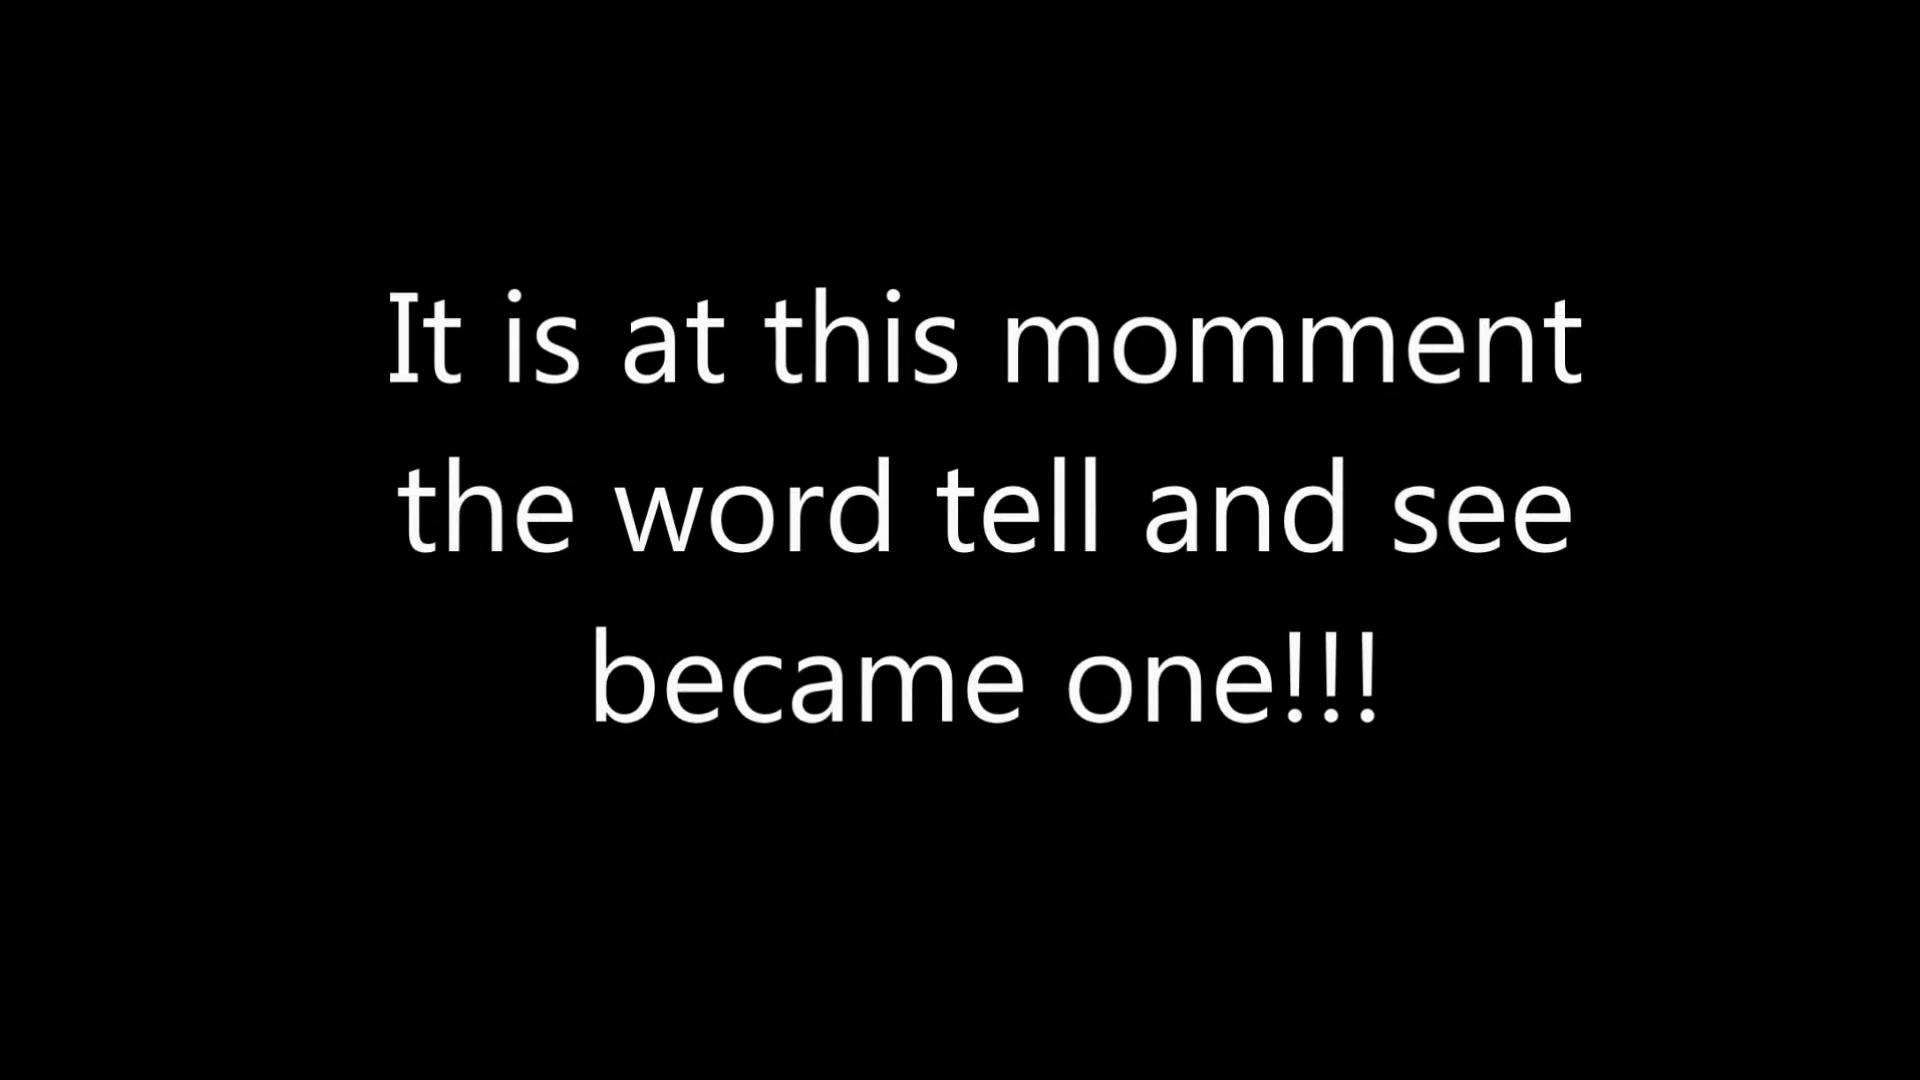 It is at this momment
the word tell and see
became one!!!